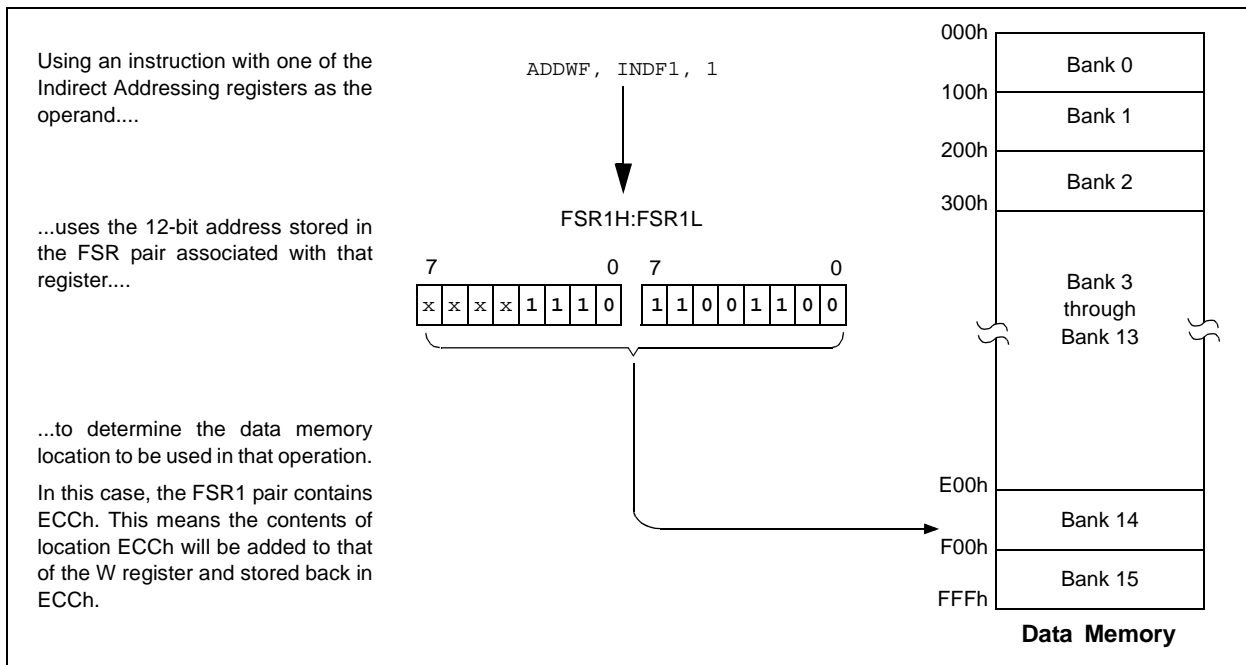 Using an instruction with one of the
Indirect Addressing registers as the
operand....
ADDWF, INDF1, 1
...uses the 12-bit address stored in
the FSR pair associated with that
register....
FSR1H:FSR1L
7 0 7 0
x x x x 1 1 1 0 1 1 0 0 1 1 0 0
...to determine the data memory
location to be used in that operation.
In this case, the FSR1 pair contains
ECCh. This means the contents of
location ECCh will be added to that
of the W register and stored back in
ECCh.
000h
Bank 0
100h
Bank 1
200h
Bank 2
300h
Bank 3
through
Bank 13
E00h
Bank 14
F00h
Bank 15
FFFh
Data Memory